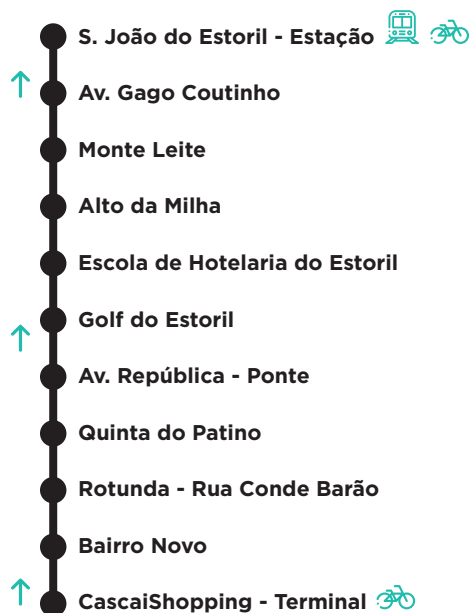 S. João do Estoril - Estação
Av. Gago Coutinho
Monte Leite
Alto da Milha
Escola de Hotelaria do Estoril
Golf do Estoril
Av. República - Ponte
Quinta do Patino
Rotunda - Rua Conde Barão
Bairro Novo
CascaiShopping - Terminal